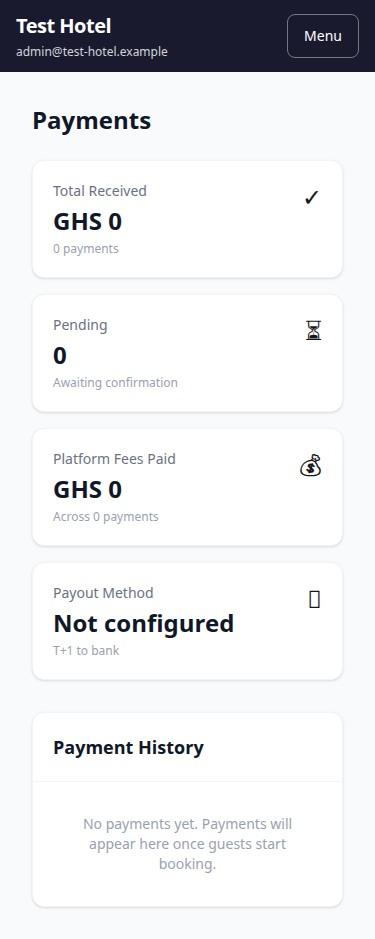 Test Hotel
admin@test-hotel.example
Menu
Payments
Total Received
GHS 0
0 payments
Pending
0
Awaiting confirmation
Platform Fees Paid
GHS 0
Across 0 payments
Payout Method
Not configured
T+1 to bank
Payment History
No payments yet. Payments will
appear here once guests start
booking.